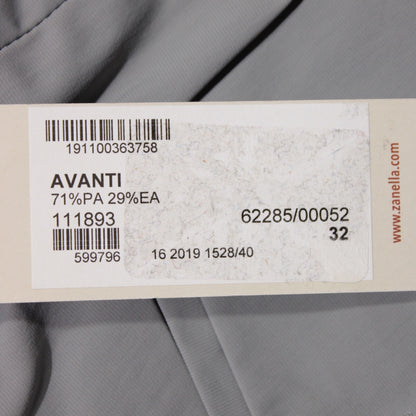 191100363758
AVANTI
71%PA 29%EA
111893
62285/00052
32
599796
16 2019 1528/40
www.zanella.com